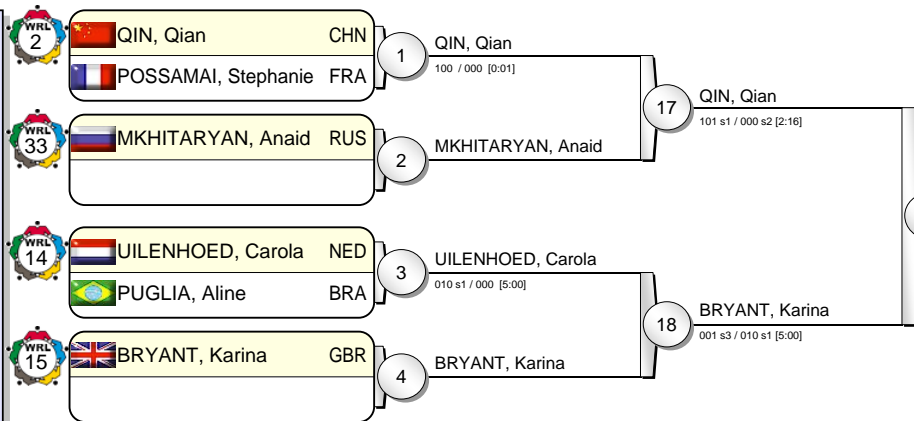 WRL
2
QIN, Qian CHN
POSSAMAI, Stephanie FRA
1
QIN, Qian
100 / 000 [0:01]
WRL
33
MKHITARYAN, Anaid RUS
2
MKHITARYAN, Anaid
17
QIN, Qian
101 s1 / 000 s2 [2:16]
WRL
14
UILENHOED, Carola NED
PUGLIA, Aline BRA
3
UILENHOED, Carola
010 s1 / 000 [5:00]
WRL
15
BRYANT, Karina GBR
4
BRYANT, Karina
18
BRYANT, Karina
001 s3 / 010 s1 [5:00]